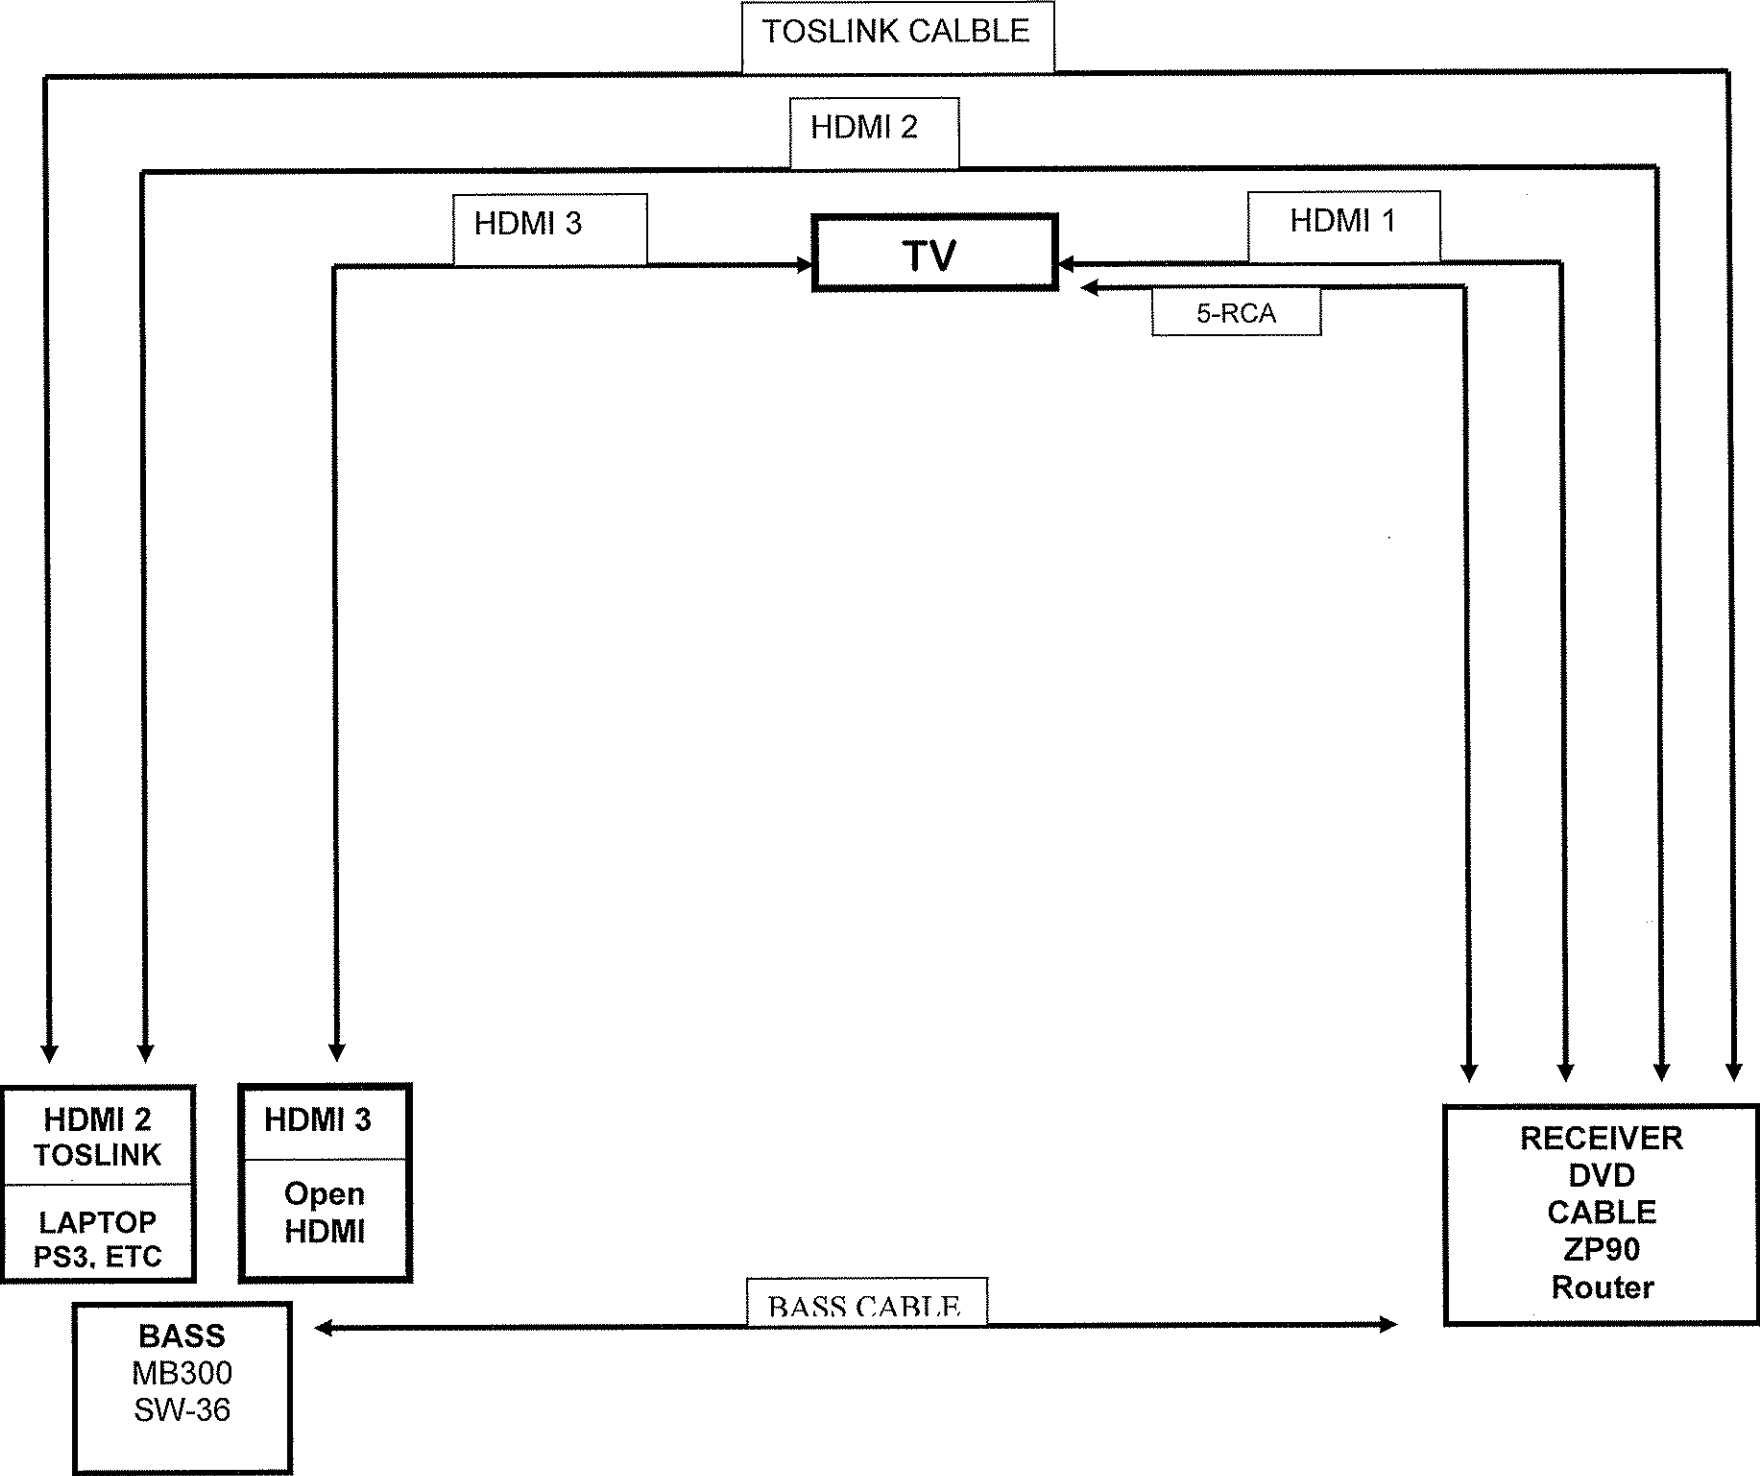 TOSLINK CALBLE
HDMI 2
HDMI 3
TV
HDMI 1
5-RCA
HDMI 2
TOSLINK
LAPTOP
PS3, ETC
HDMI 3
Open
HDMI
RECEIVER
DVD
CABLE
ZP90
Router
BASS CABLE
BASS
MB300
SW-36